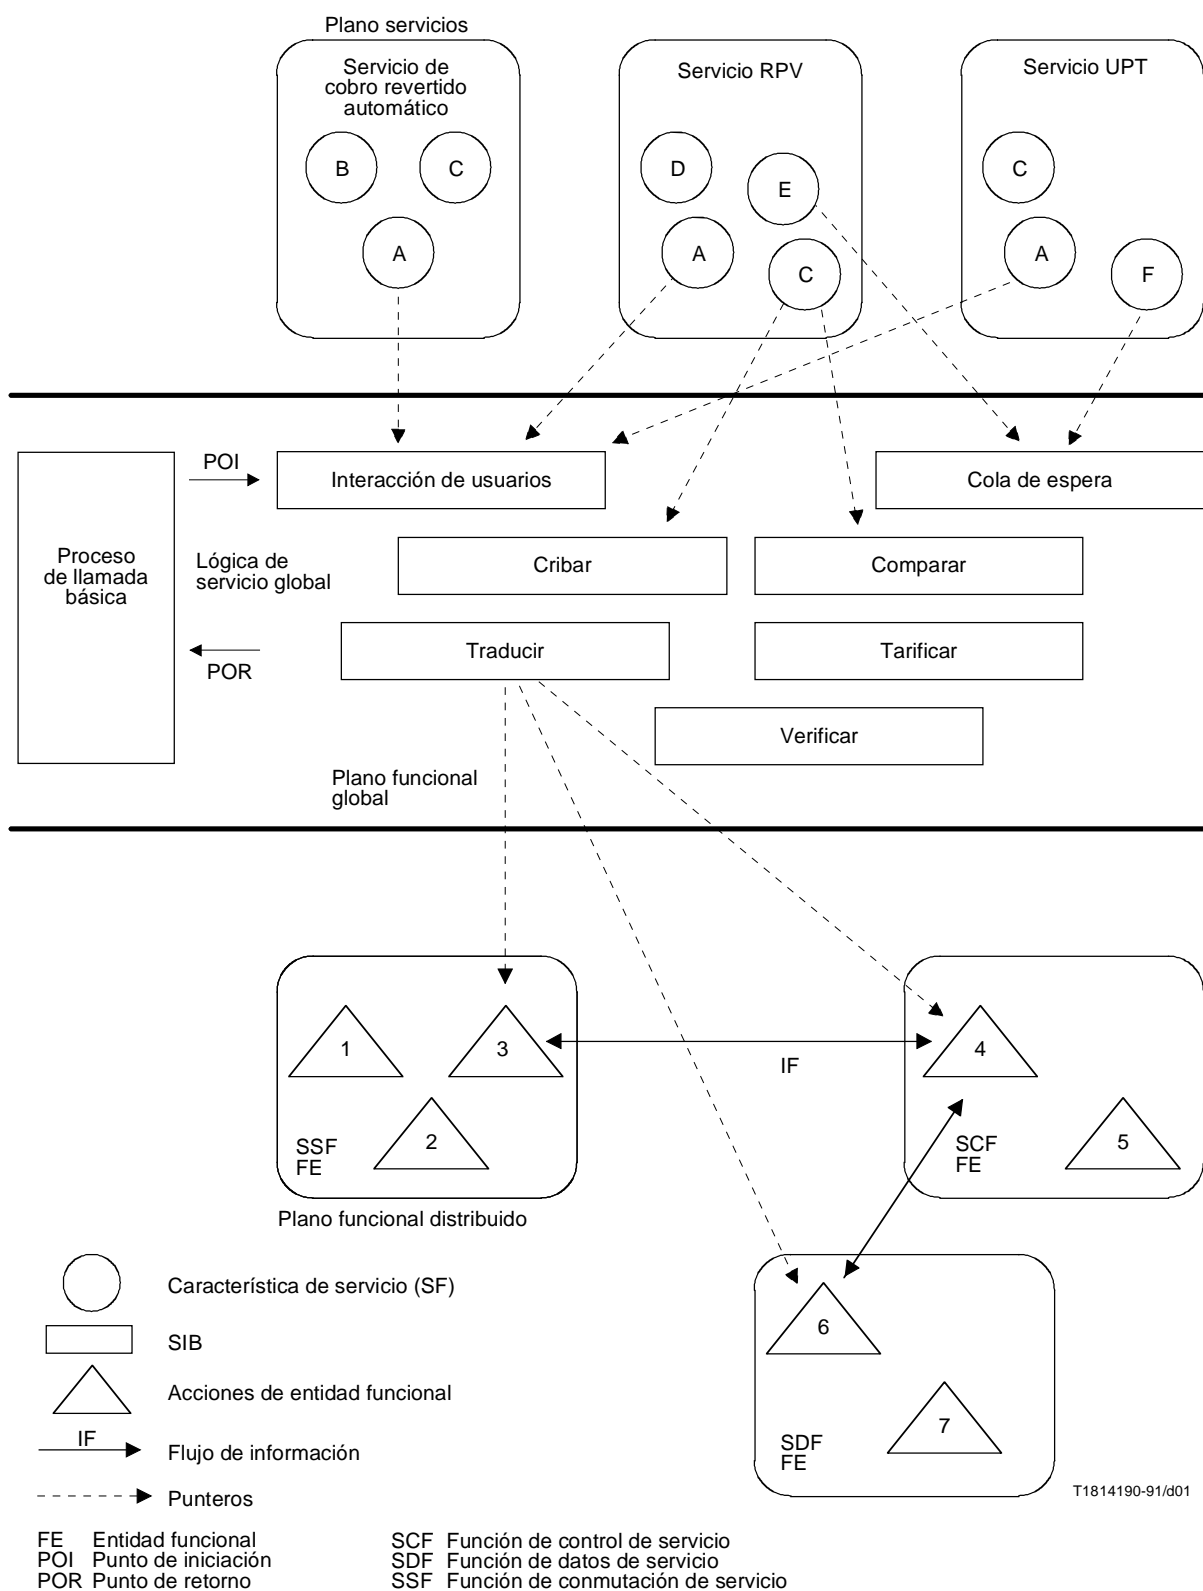 Plano servicios
Servicio de
cobro revertido
automático
Servicio RPV
Servicio UPT
B
C
D
E
C
A
A
C
A
F
POI
Interacción de usuarios
Cola de espera
Proceso
de llamada
básica
Lógica de
servicio global
Cribar
Comparar
Traducir
Tarificar
POR
Verificar
Plano funcional
global
1
3
4
IF
2
5
SSF
FE
SCF
FE
Plano funcional distribuido
Característica de servicio (SF)
6
SIB
Acciones de entidad funcional
7
IF
Flujo de información
SDF
FE
Punteros
T1814190-91/d01
FE Entidad funcional
POI Punto de iniciación
POR Punto de retorno
SCF Función de control de servicio
SDF Función de datos de servicio
SSF Función de conmutación de servicio